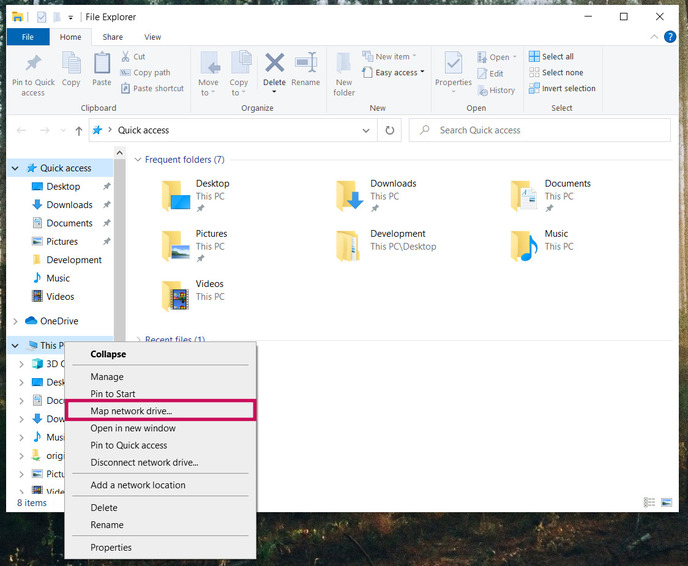 File Explorer
File
Home
Share
View
Pin to Quick access
Copy
Paste
Cut
Copy path
Paste shortcut
Clipboard
Move to
Copy to
Delete
Rename
Organize
New folder
New item
Easy access
New
Properties
Open
Edit
History
Open
Select all
Select none
Invert selection
Select
Quick access
Search Quick access
Quick access
Desktop
Downloads
Documents
Pictures
Development
Music
Videos
OneDrive
This P
3D
Desk
Doc
Dow
Mus
orig
Pictu
Vide
8 items
Frequent folders (7)
Desktop
This PC
Downloads
This PC
Documents
This PC
Pictures
This PC
Development
This PC\Desktop
Music
This PC
Videos
This PC
Recent files (1)
Collapse
Manage
Pin to Start
Map network drive...
Open in new window
Pin to Quick access
Disconnect network drive...
Add a network location
Delete
Rename
Properties